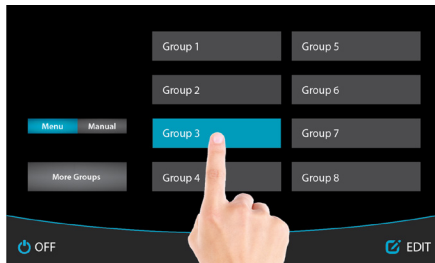 Group 1
Group 5
Group 2
Group 6
Menu
Manual
Group 3
Group 7
More Groups
Group 4
Group 8
OFF
EDIT